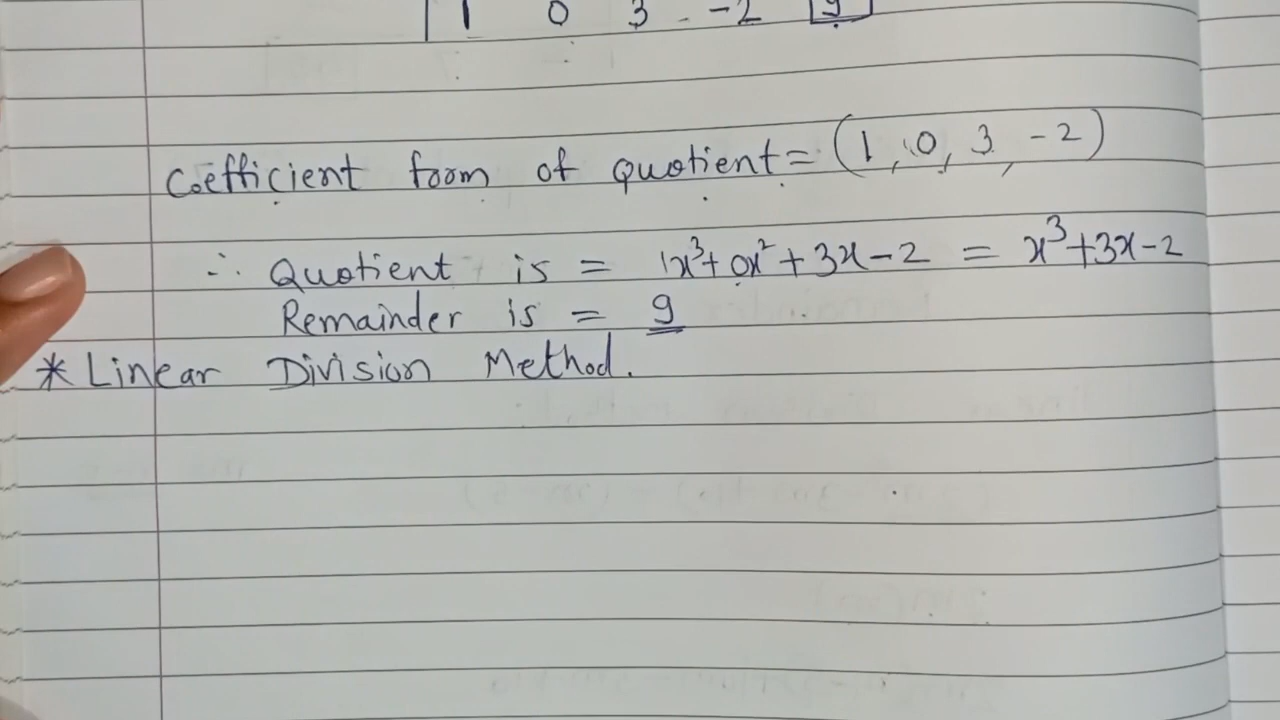 1 0 3 -2 9
Coefficient form of quotient = (1, 0, 3, -2)
∴ Quotient is = 1x³+0x²+3x-2 = x³+3x-2
Remainder is = 9
* Linear Division Method.